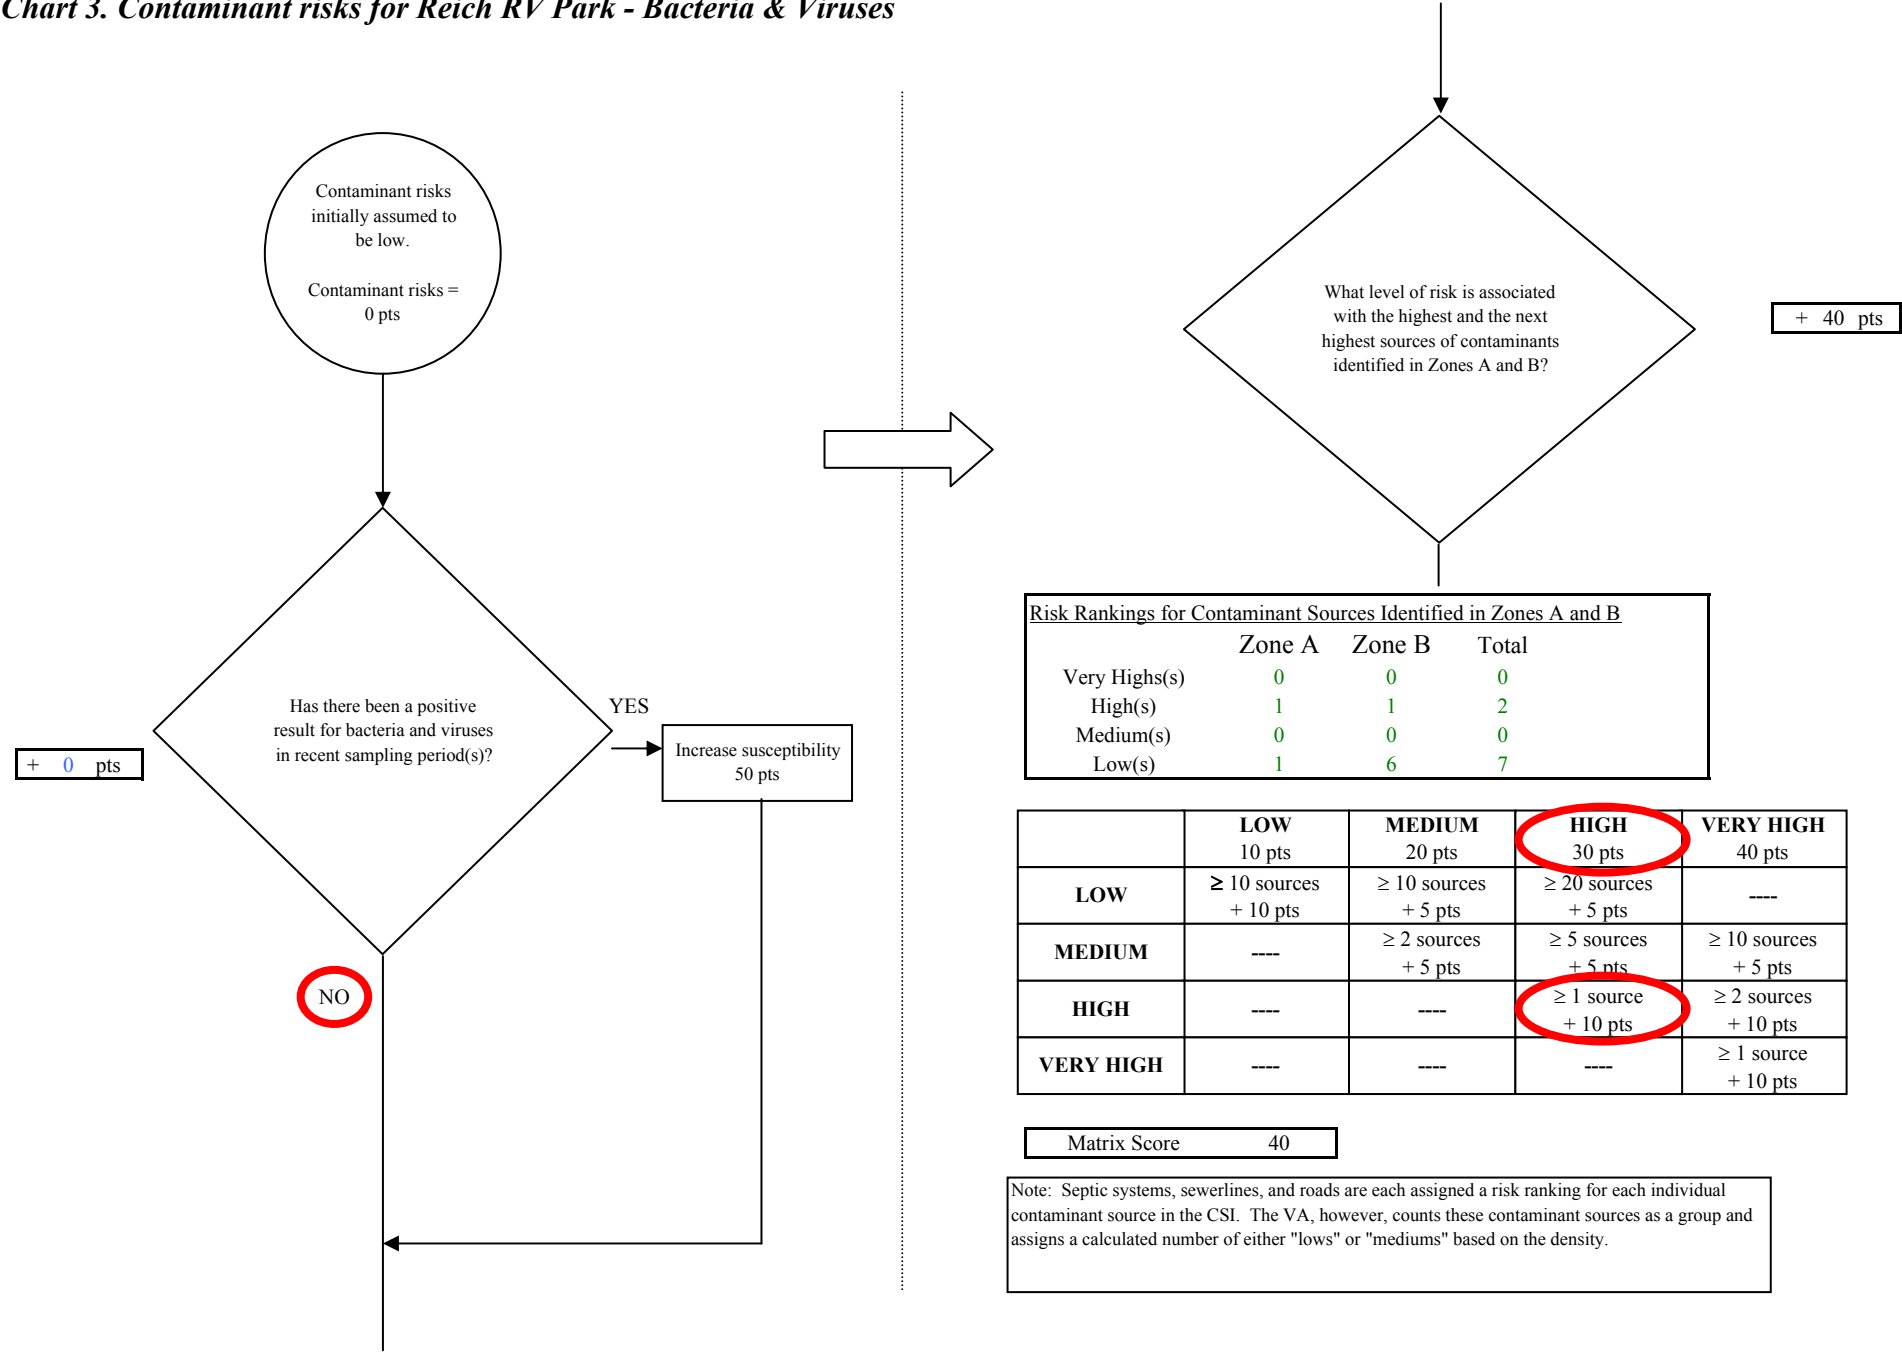 Chart 3. Contaminant risks for Reich RV Park - Bacteria & Viruses
Contaminant risks
initially assumed to
be low.
Contaminant risks =
0 pts
Has there been a positive
result for bacteria and viruses
in recent sampling period(s)?
+ 0 pts
YES
Increase susceptibility
50 pts
NO
What level of risk is associated
with the highest and the next
highest sources of contaminants
identified in Zones A and B?
+ 40 pts
Risk Rankings for Contaminant Sources Identified in Zones A and B
Zone A Zone B Total
Very Highs(s) 0 0 0
High(s) 1 1 2
Medium(s) 0 0 0
Low(s) 1 6 7
LOW MEDIUM HIGH VERY HIGH
10 pts 20 pts 30 pts 40 pts
LOW ≥ 10 sources ≥ 10 sources ≥ 20 sources ----
+ 10 pts + 5 pts + 5 pts
MEDIUM ---- ≥ 2 sources ≥ 5 sources ≥ 10 sources
+ 5 pts + 5 pts + 5 pts
HIGH ---- ---- ≥ 1 source ≥ 2 sources
+ 10 pts + 10 pts
VERY HIGH ---- ---- ---- ≥ 1 source
+ 10 pts
Matrix Score 40
Note: Septic systems, sewerlines, and roads are each assigned a risk ranking for each individual
contaminant source in the CSI. The VA, however, counts these contaminant sources as a group and
assigns a calculated number of either "lows" or "mediums" based on the density.